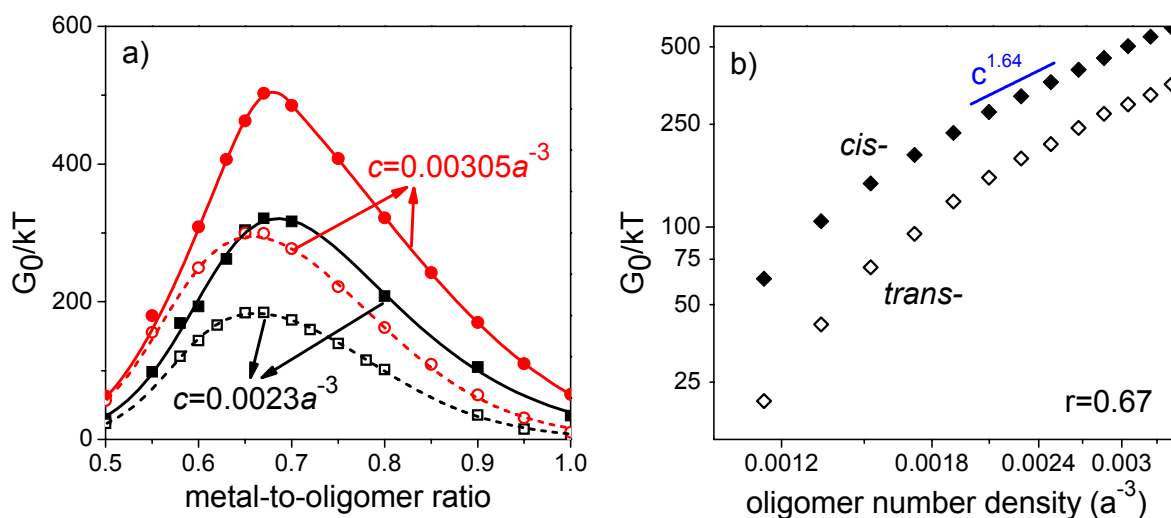 a)
G₀/kT
600
400
200
0
c=0.00305a⁻³
c=0.0023a⁻³
0.5 0.6 0.7 0.8 0.9 1.0
metal-to-oligomer ratio
b)
G₀/kT
500
250
100
75
50
25
c¹·⁶⁴
cis-
trans-
r=0.67
0.0012 0.0018 0.0024 0.003
oligomer number density (a⁻³)